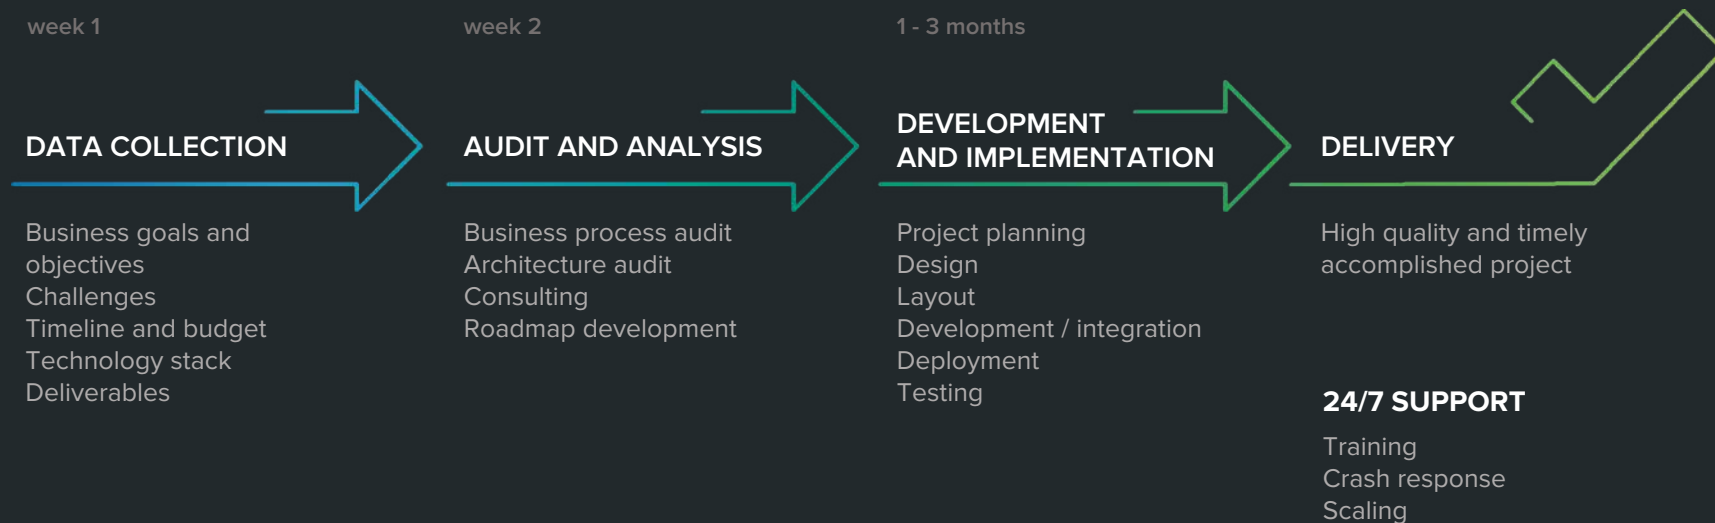 week 1
week 2
1 - 3 months
DATA COLLECTION
Business goals and
objectives
Challenges
Timeline and budget
Technology stack
Deliverables
AUDIT AND ANALYSIS
Business process audit
Architecture audit
Consulting
Roadmap development
DEVELOPMENT
AND IMPLEMENTATION
Project planning
Design
Layout
Development / integration
Deployment
Testing
DELIVERY
High quality and timely
accomplished project
24/7 SUPPORT
Training
Crash response
Scaling